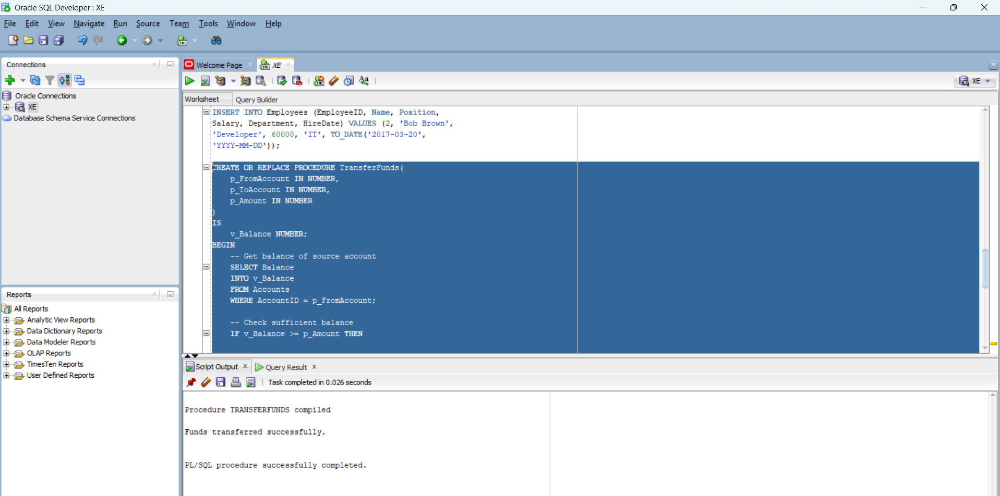 Oracle SQL Developer : XE
File Edit View Navigate Run Source Team Tools Window Help
Connections
Oracle Connections
XE
Database Schema Service Connections
Reports
All Reports
Analytic View Reports
Data Dictionary Reports
Data Modeler Reports
OLAP Reports
TimesTen Reports
User Defined Reports
Welcome Page
XE
XE
Worksheet Query Builder
INSERT INTO Employees (EmployeeID, Name, Position,
Salary, Department, HireDate) VALUES (2, 'Bob Brown',
'Developer', 60000, 'IT', TO_DATE('2017-03-20',
'YYYY-MM-DD'));
CREATE OR REPLACE PROCEDURE TransferFunds(
p_FromAccount IN NUMBER,
p_ToAccount IN NUMBER,
p_Amount IN NUMBER
)
IS
v_Balance NUMBER;
BEGIN
-- Get balance of source account
SELECT Balance
INTO v_Balance
FROM Accounts
WHERE AccountID = p_FromAccount;
-- Check sufficient balance
IF v_Balance >= p_Amount THEN
Script Output Query Result
Task completed in 0.026 seconds
Procedure TRANSFERFUNDS compiled
Funds transferred successfully.
PL/SQL procedure successfully completed.